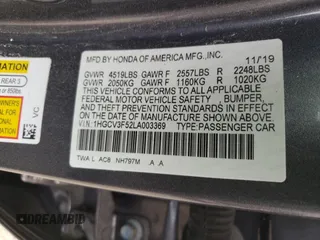 MFD BY HONDA OF AMERICA MFG.,INC. 11/19
GVWR 4519LBS GAWR F 2557LBS R 2248LBS
GVWR 2050KG GAWR F 1160KG R 1020KG
THIS VEHICLE CONFORMS TO ALL APPLICABLE
FEDERAL MOTOR VEHICLE SAFETY, BUMPER,
AND THEFT PREVENTION STANDARDS IN EFFECT
ON THE DATE OF MANUFACTURE SHOWN ABOVE.
V.I.N:1HGCV3F52LA003369 TYPE:PASSENGER CAR
TWA L AC8 NH797M .A .A
VC
REAR S
© DREAMBID